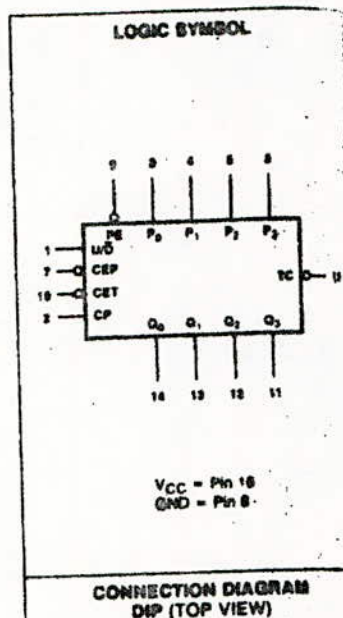 LOGIC SYMBOL
9 3 4 5 6
PE P0 P1 P2 P3
1 U/D
7 CEP
10 CET
2 CP
TC
Q0 Q1 Q2 Q3
14 13 12 11
VCC = Pin 16
GND = Pin 8
CONNECTION DIAGRAM
DIP (TOP VIEW)